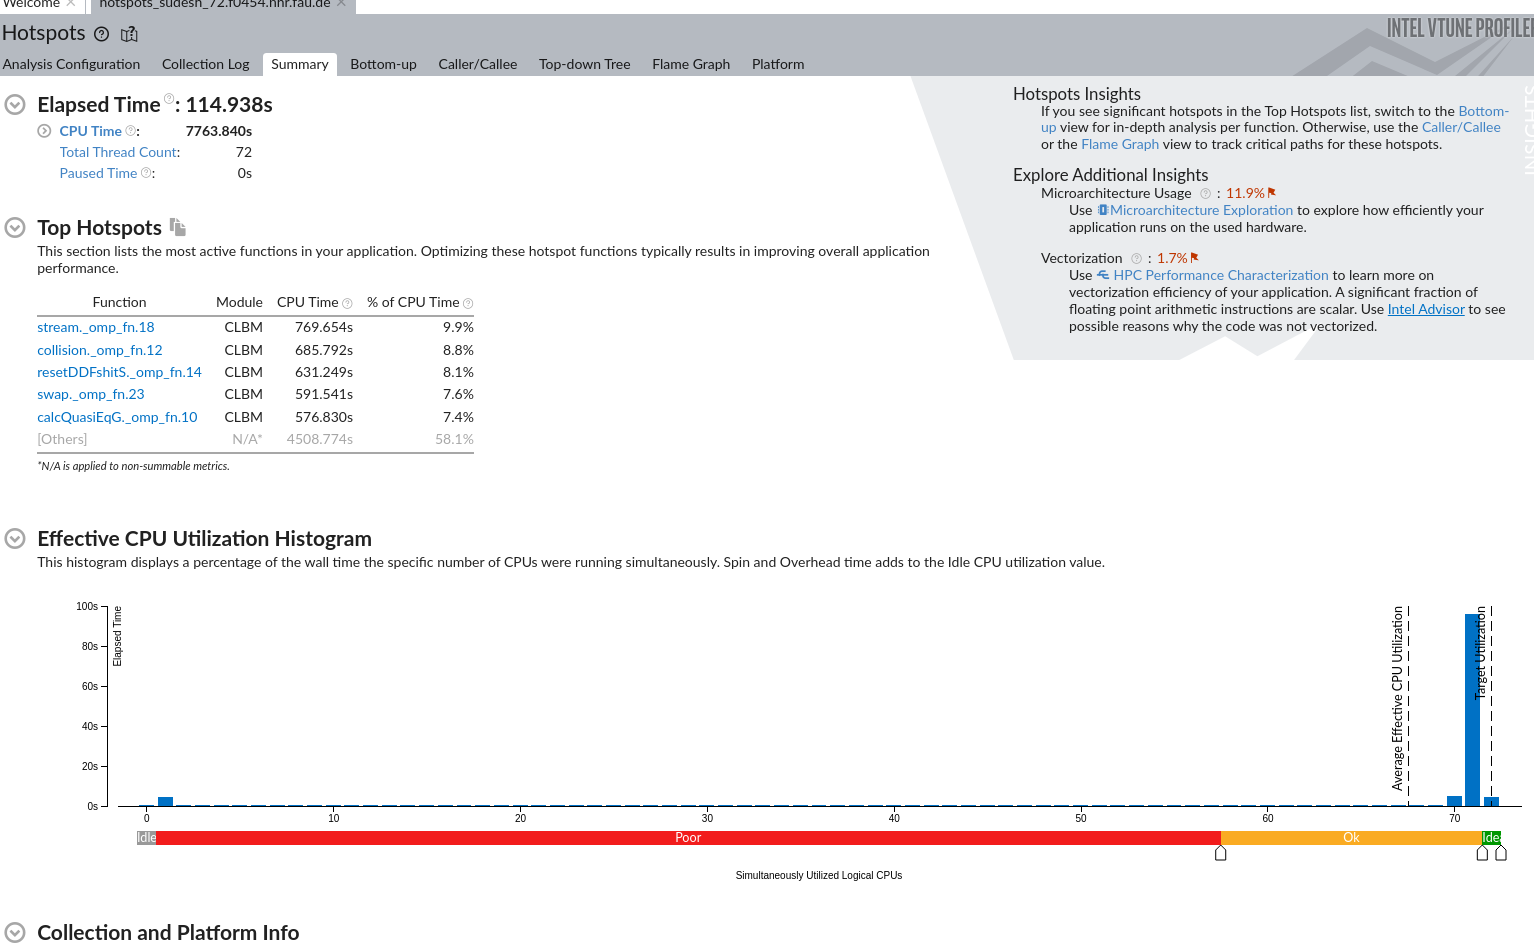 Welcome
hotspots_sudesh_72.f0454.nhr.fau.de
Hotspots
INTEL VTUNE PROFILER
Analysis Configuration Collection Log Summary Bottom-up Caller/Callee Top-down Tree Flame Graph Platform
Elapsed Time: 114.938s
CPU Time: 7763.840s
Total Thread Count: 72
Paused Time: 0s
Top Hotspots
This section lists the most active functions in your application. Optimizing these hotspot functions typically results in improving overall application
performance.
Function Module CPU Time % of CPU Time
stream._omp_fn.18 CLBM 769.654s 9.9%
collision._omp_fn.12 CLBM 685.792s 8.8%
resetDDFshitS._omp_fn.14 CLBM 631.249s 8.1%
swap._omp_fn.23 CLBM 591.541s 7.6%
calcQuasiEqG._omp_fn.10 CLBM 576.830s 7.4%
[Others] N/A* 4508.774s 58.1%
*N/A is applied to non-summable metrics.
Hotspots Insights
If you see significant hotspots in the Top Hotspots list, switch to the Bottom-
up view for in-depth analysis per function. Otherwise, use the Caller/Callee
or the Flame Graph view to track critical paths for these hotspots.
Explore Additional Insights
Microarchitecture Usage : 11.9%
Use Microarchitecture Exploration to explore how efficiently your
application runs on the used hardware.
Vectorization : 1.7%
Use HPC Performance Characterization to learn more on
vectorization efficiency of your application. A significant fraction of
floating point arithmetic instructions are scalar. Use Intel Advisor to see
possible reasons why the code was not vectorized.
INSIGHTS
Effective CPU Utilization Histogram
This histogram displays a percentage of the wall time the specific number of CPUs were running simultaneously. Spin and Overhead time adds to the Idle CPU utilization value.
100s
80s
60s
40s
20s
0s
Elapsed Time
Average Effective CPU Utilization
Target Utilization
0 10 20 30 40 50 60 70
Idle Poor Ok Idea
Simultaneously Utilized Logical CPUs
Collection and Platform Info